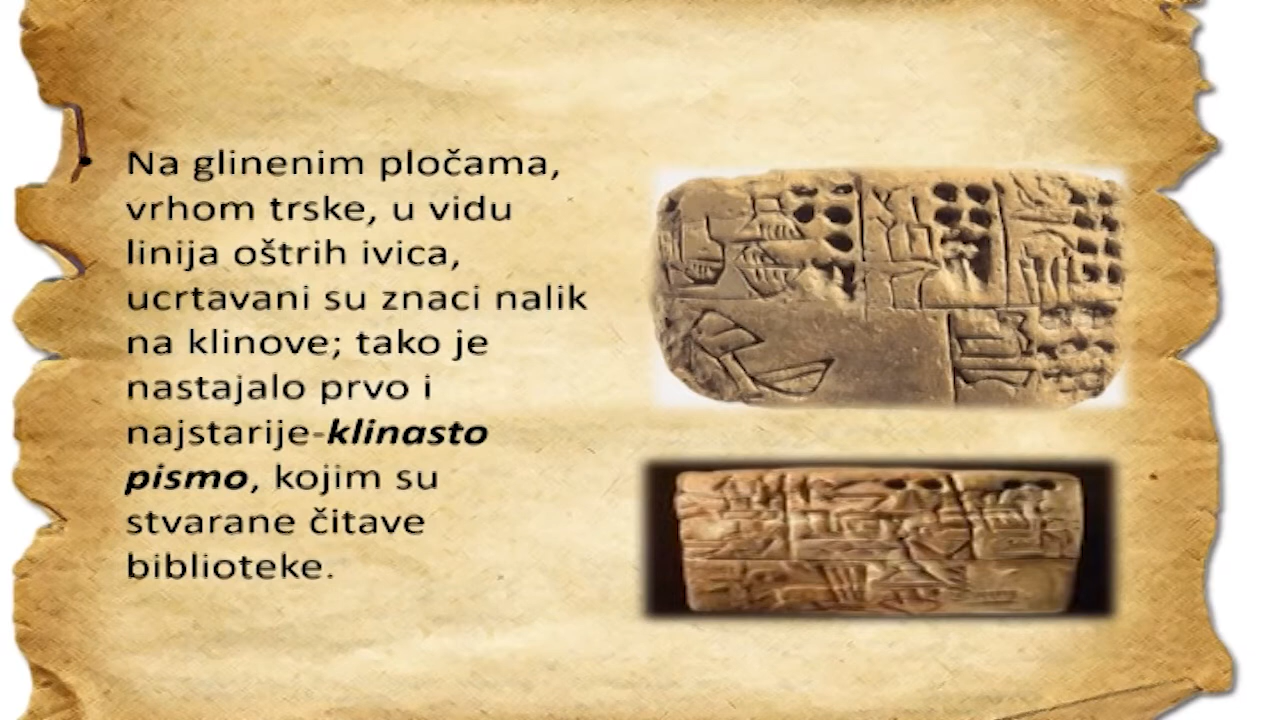 • Na glinenim pločama,
vrhom trske, u vidu
linija oštrih ivica,
ucrtavani su znaci nalik
na klinove; tako je
nastajalo prvo i
najstarije-klinasto
pismo, kojim su
stvarane čitave
biblioteke.